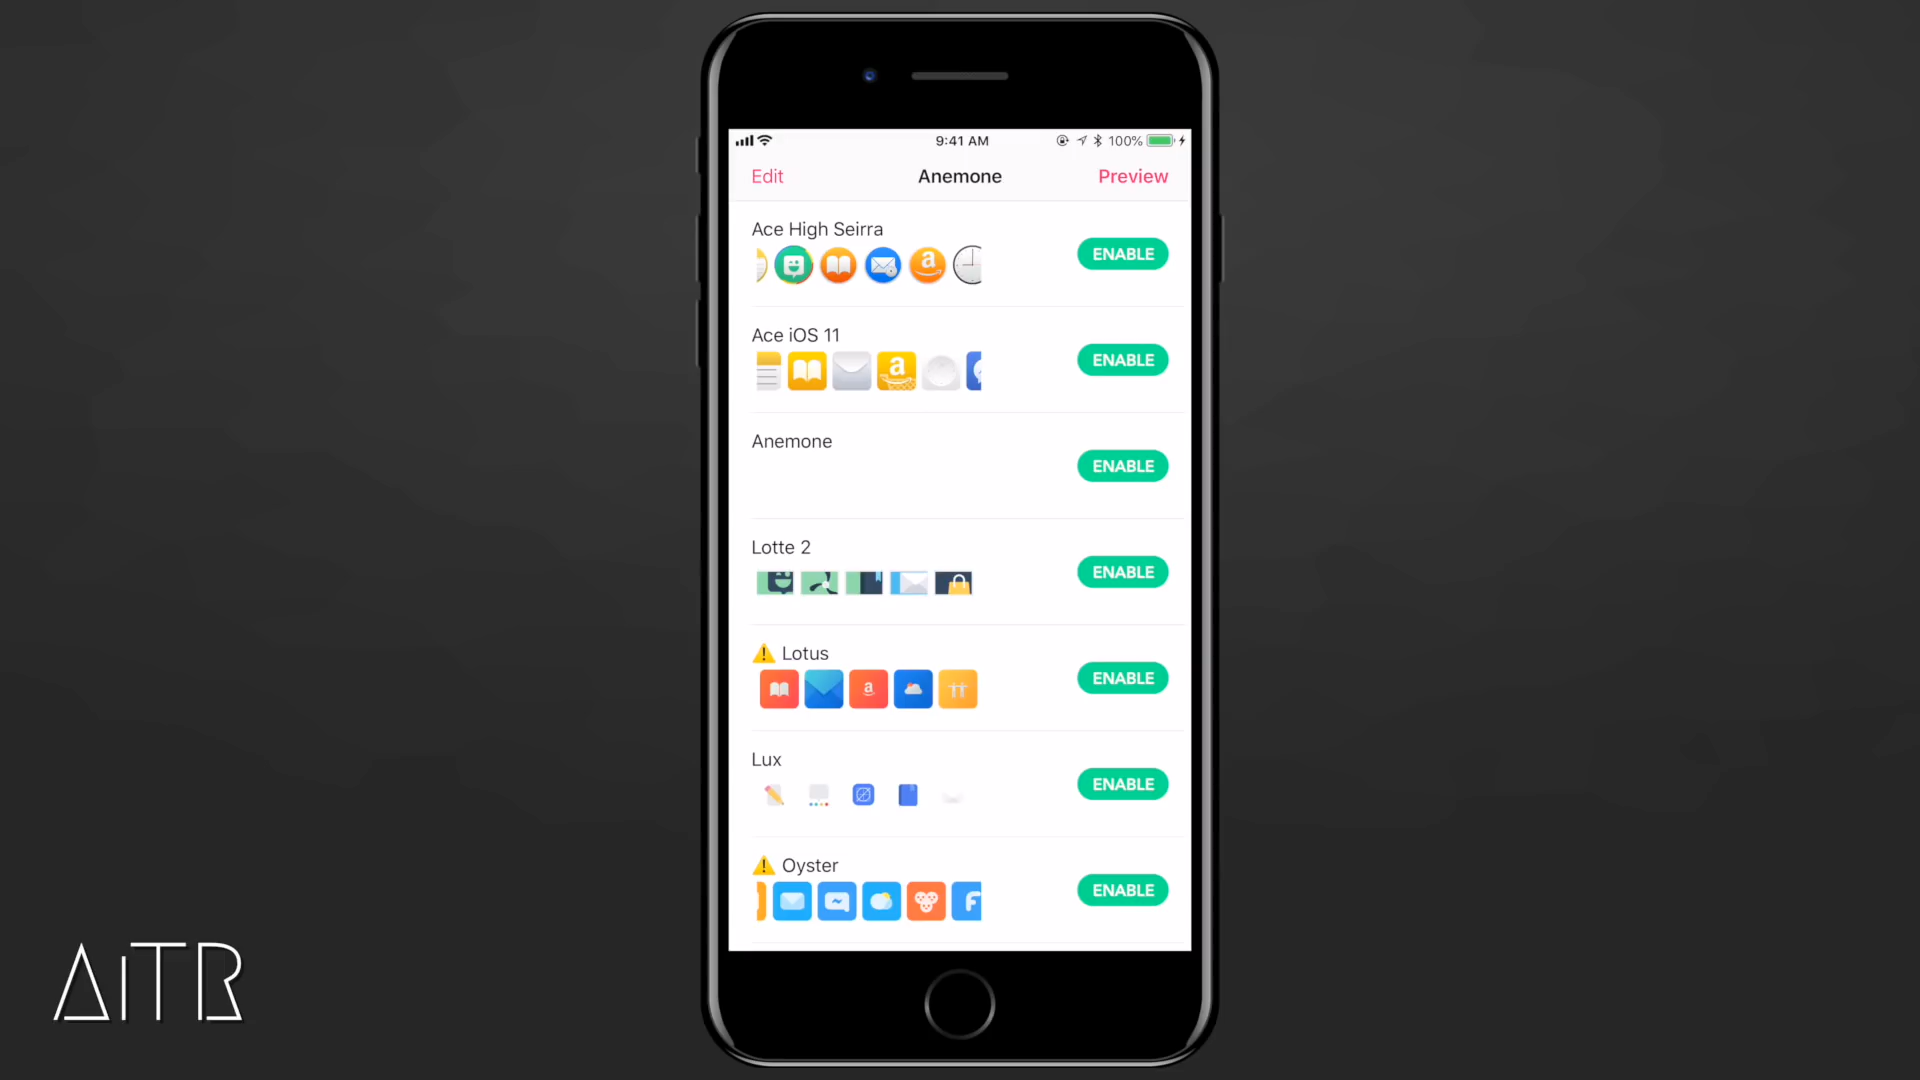 9:41 AM
100%
Edit
Anemone
Preview
Ace High Seirra
ENABLE
Ace iOS 11
ENABLE
Anemone
ENABLE
Lotte 2
ENABLE
Lotus
ENABLE
Lux
ENABLE
Oyster
ENABLE
AiTR